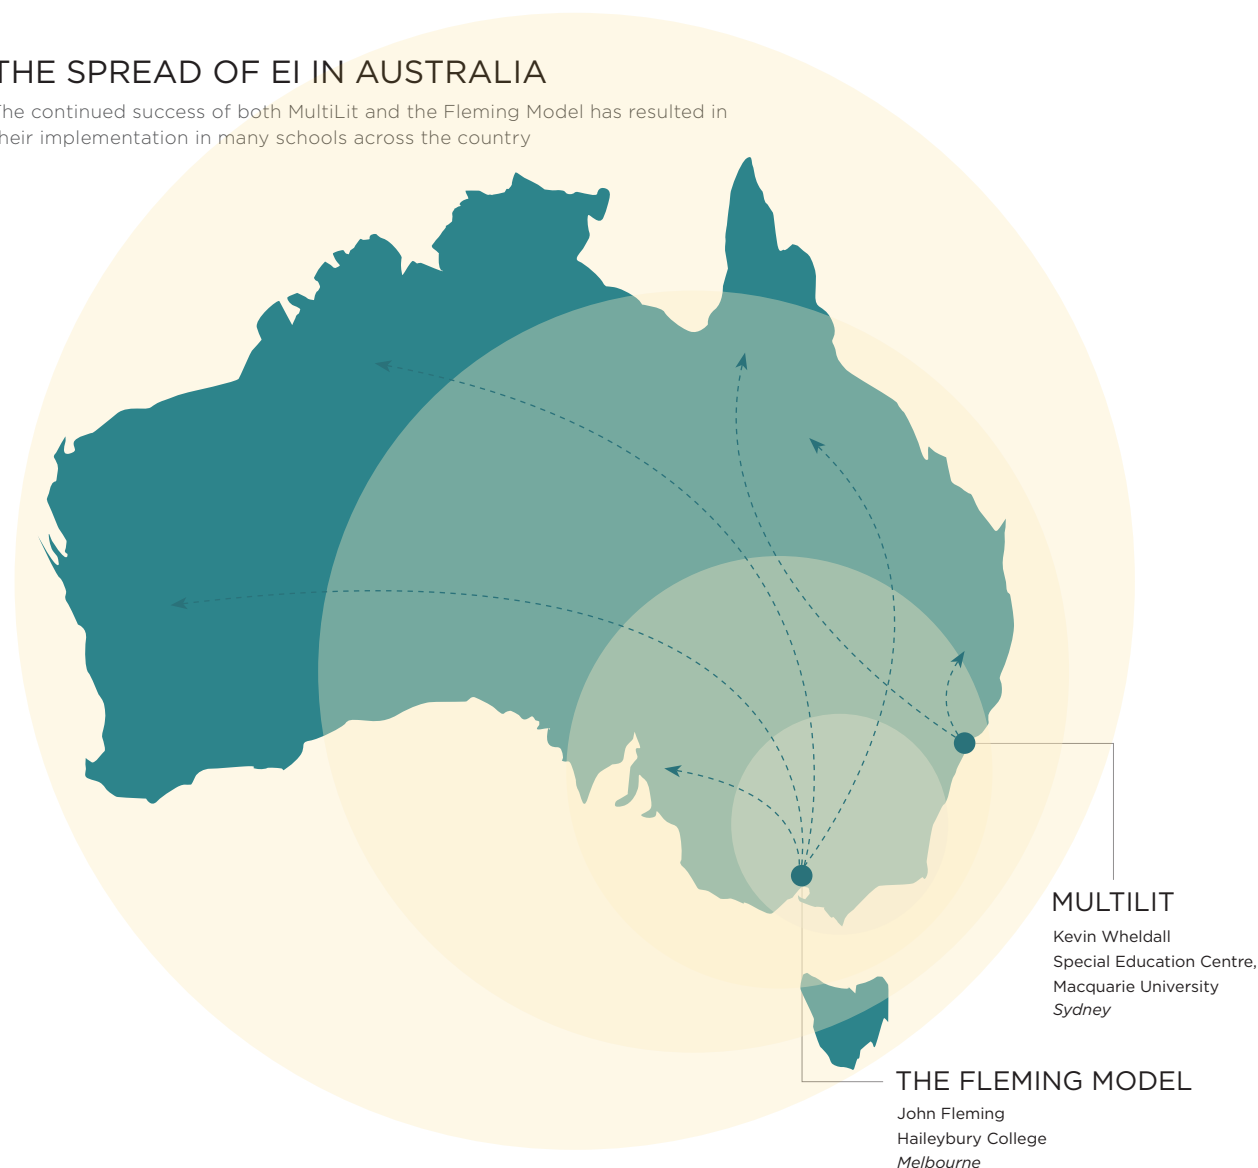 THE SPREAD OF EI IN AUSTRALIA
The continued success of both MultiLit and the Fleming Model has resulted in
their implementation in many schools across the country
MULTILIT
Kevin Wheldall
Special Education Centre,
Macquarie University
Sydney
THE FLEMING MODEL
John Fleming
Haileybury College
Melbourne